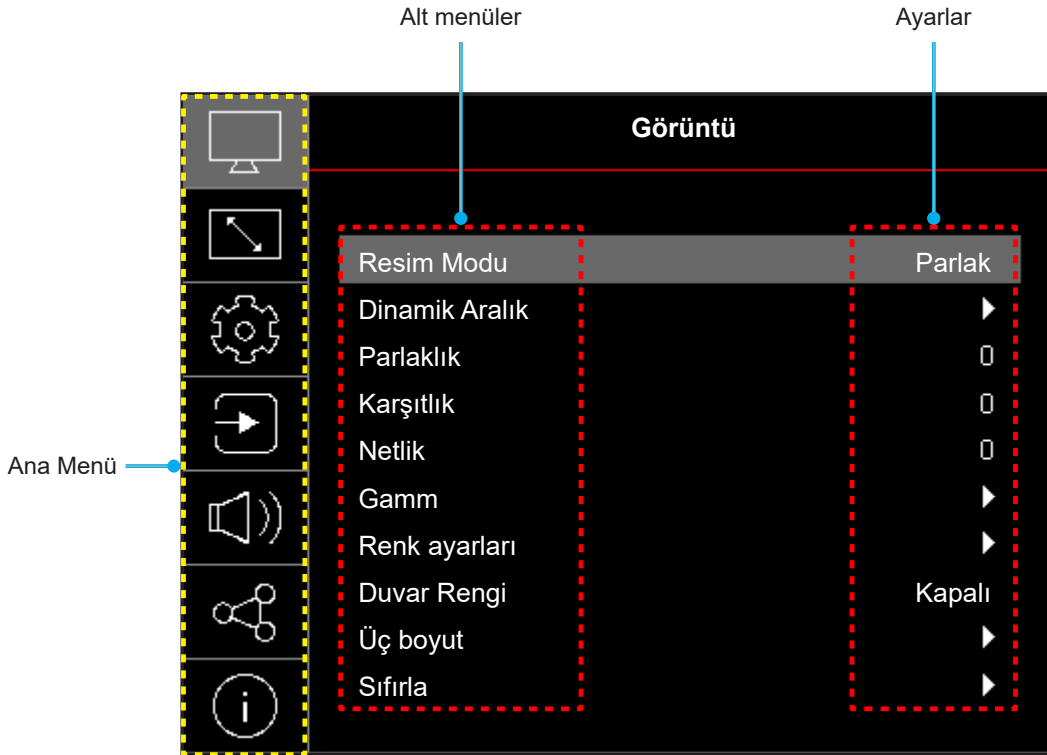 Alt menüler
Ayarlar
Görüntü
Resim Modu Parlak
Dinamik Aralık
Parlaklık 0
Karşıtlık 0
Netlik 0
Ana Menü
Gamm
Renk ayarları
Duvar Rengi Kapalı
Üç boyut
Sıfırla
i